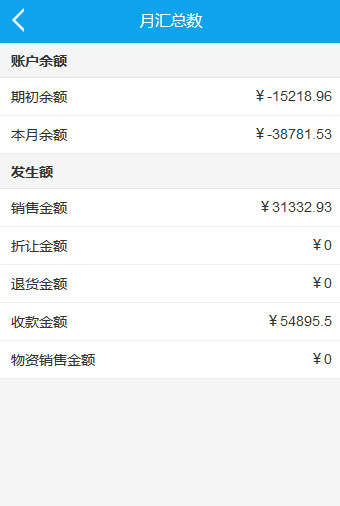 月汇总数
账户余额
期初余额 ￥-15218.96
本月余额 ￥-38781.53
发生额
销售金额 ￥31332.93
折让金额 ￥0
退货金额 ￥0
收款金额 ￥54895.5
物资销售金额 ￥0